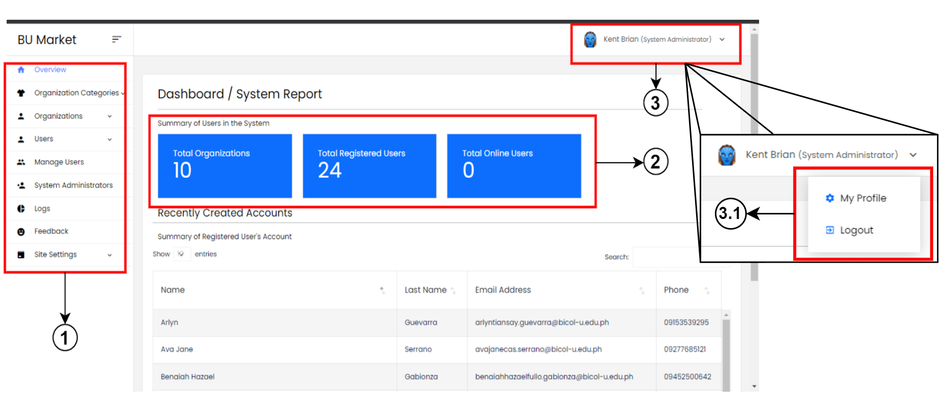 BU Market
Kent Brian (System Administrator)
Overview
Organization Categories
Organizations
Users
Manage Users
System Administrators
Logs
Feedback
Site Settings
1
Dashboard / System Report
Summary of Users in the System
Total Organizations
10
Total Registered Users
24
Total Online Users
0
2
3
Kent Brian (System Administrator)
My Profile
Logout
3.1
Recently Created Accounts
Summary of Registered User's Account
Show 10 entries
Search:
Name Last Name Email Address Phone
Arlyn Guevarra arlyntiansay.guevarra@bicol-u.edu.ph 09153539295
Ava Jane Serrano avajanecas.serrano@bicol-u.edu.ph 09277685121
Benaiah Hazael Gabionza benaiahhazaelfullo.gabionza@bicol-u.edu.ph 09452500642